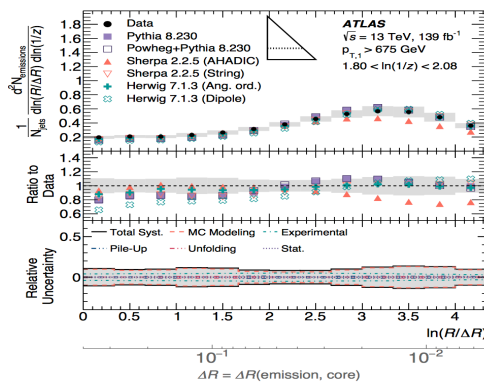 Data
Pythia 8.230
Powheg+Pythia 8.230
Sherpa 2.2.5 (AHADIC)
Sherpa 2.2.5 (String)
Herwig 7.1.3 (Ang. ord.)
Herwig 7.1.3 (Dipole)
ATLAS
√s = 13 TeV, 139 fb⁻¹
p_T,1 > 675 GeV
1.80 < ln(1/z) < 2.08
1/N_jets d²N_emissions/dln(R/ΔR) dln(1/z)
2
1.8
1.6
1.4
1.2
1.0
0.8
0.6
0.4
0.2
Ratio to Data
1.4
1.2
1
0.8
0.6
Total Syst.
MC Modeling
Experimental
Pile-Up
Unfolding
Stat.
Relative Uncertainty
0.5
0
0 0.5 1 1.5 2 2.5 3 3.5 4
ln(R/ΔR)
10⁻¹ 10⁻²
ΔR = ΔR(emission, core)